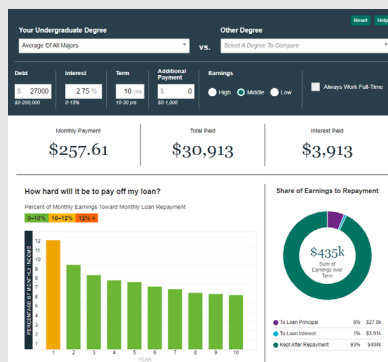 Reset Help
Your Undergraduate Degree
Other Degree
Average Of All Majors
vs.
Select A Degree To Compare
Debt
Interest
Term
Additional Payment
Earnings
$ 27000
2.75 %
10 yrs
$ 0
High
Middle
Low
Always Work Full-Time
$0-200,000
0-15%
10-30 yrs
$0-1,000
Monthly Payment
Total Paid
Interest Paid
$257.61
$30,913
$3,913
How hard will it be to pay off my loan?
Share of Earnings to Repayment
Percent of Monthly Earnings Toward Monthly Loan Repayment
0-10% 10-12% 12% +
PERCENTAGE OF MONTHLY INCOME
12
11
10
9
8
7
6
5
4
3
2
1
1 2 3 4 5 6 7 8 9 10
YEAR
$435k
Sum of
Earnings over
Term
To Loan Principal 6% $27.0k
To Loan Interest 1% $3.91k
Kept After Repayment 93% $404k